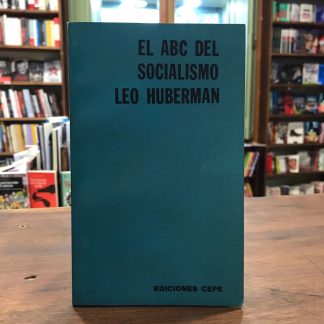 EL ABC DEL
SOCIALISMO
LEO HUBERMAN
EDICIONES CEPE